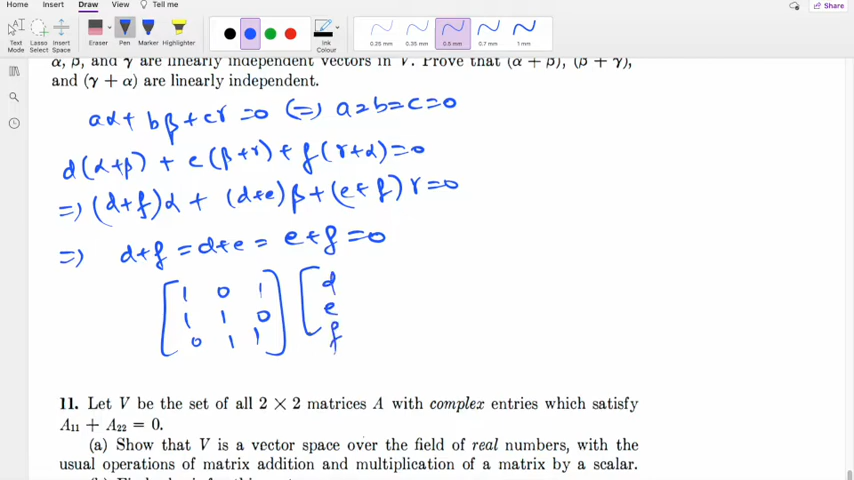 Home Insert Draw View Tell me
Share
Text Mode
Lasso Select
Insert Space
Eraser
Pen
Marker
Highlighter
Ink Colour
0.25 mm
0.35 mm
0.5 mm
0.7 mm
1 mm
α, β, and γ are linearly independent vectors in V. Prove that (α + β), (β + γ),
and (γ + α) are linearly independent.
aα + bβ + cγ = 0 (=) a = b = c = 0
d(α+β) + e(β+γ) + f(γ+α) = 0
=> (d+f)α + (d+e)β + (e+f)γ = 0
=> d+f = d+e = e+f = 0
[ 1 0 1 ] [ d
1 1 0 e
0 1 1 f
11. Let V be the set of all 2 × 2 matrices A with complex entries which satisfy
A₁₁ + A₂₂ = 0.
(a) Show that V is a vector space over the field of real numbers, with the
usual operations of matrix addition and multiplication of a matrix by a scalar.